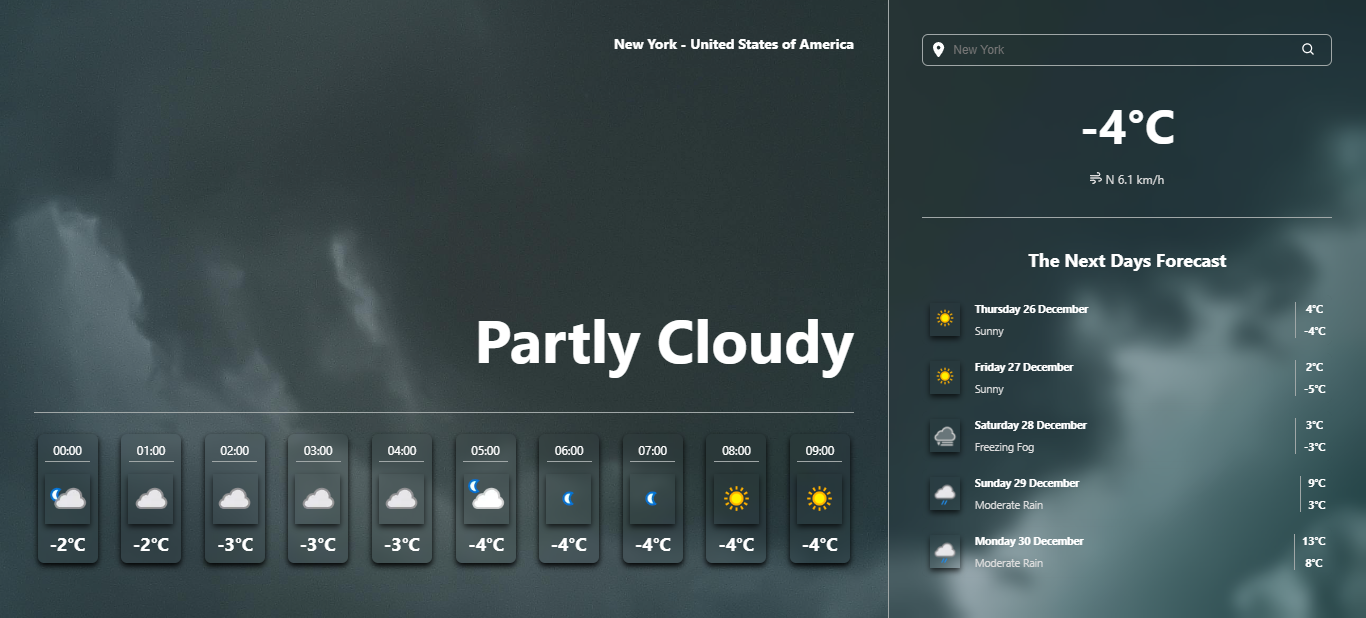 New York - United States of America
Partly Cloudy
00:00 01:00 02:00 03:00 04:00 05:00 06:00 07:00 08:00 09:00
-2°C -2°C -3°C -3°C -3°C -4°C -4°C -4°C -4°C -4°C
New York
-4°C
N 6.1 km/h
The Next Days Forecast
Thursday 26 December 4°C
Sunny -4°C
Friday 27 December 2°C
Sunny -5°C
Saturday 28 December 3°C
Freezing Fog -3°C
Sunday 29 December 9°C
Moderate Rain 3°C
Monday 30 December 13°C
Moderate Rain 8°C